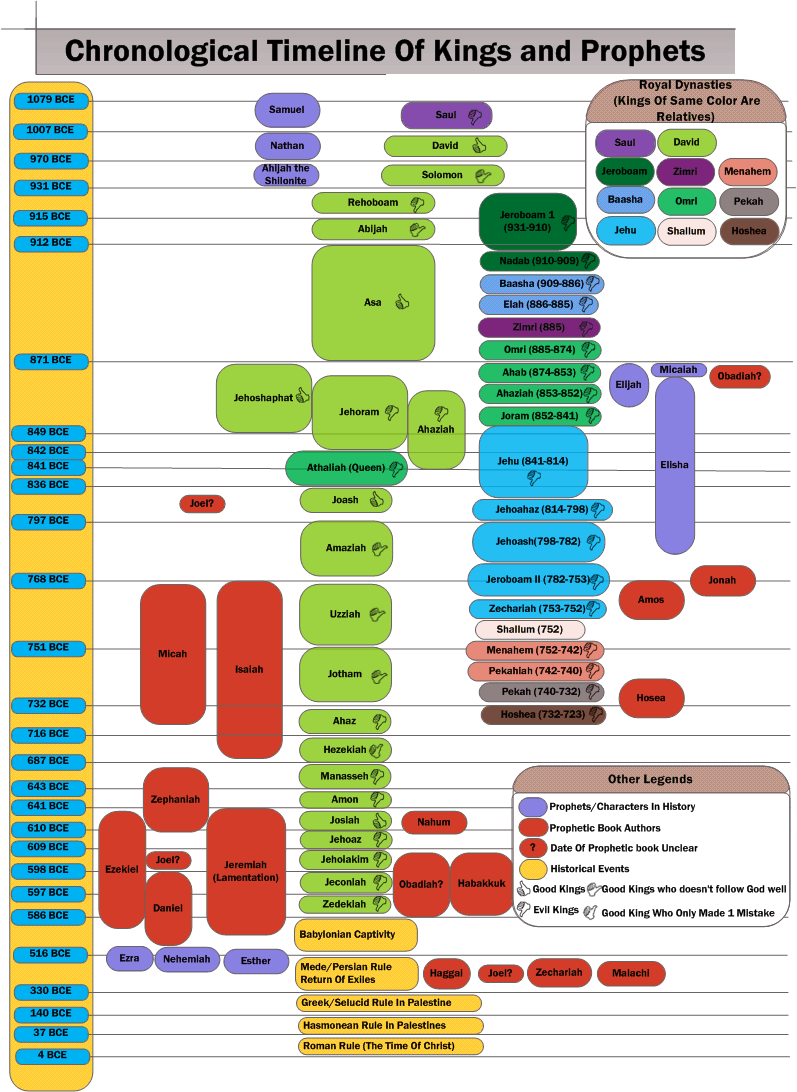 Chronological Timeline Of Kings and Prophets
Royal Dynasties
(Kings Of Same Color Are
Relatives)
Saul
David
Jeroboam
Zimri
Menahem
Baasha
Omri
Pekah
Jehu
Shallum
Hoshea
1079 BCE
Samuel
Saul
1007 BCE
Nathan
David
970 BCE
Ahijah the
Shilonite
Solomon
931 BCE
Rehoboam
Jeroboam 1
(931-910)
915 BCE
Abijah
912 BCE
Nadab (910-909)
Baasha (909-886)
Asa
Elah (886-885)
Zimri (885)
Omri (885-874)
871 BCE
Ahab (874-853)
Elijah
Micaiah
Obadiah?
Jehoshaphat
Jehoram
Ahaziah
Ahaziah (853-852)
Joram (852-841)
849 BCE
842 BCE
841 BCE
Athaliah (Queen)
Jehu (841-814)
Elisha
836 BCE
Joel?
Joash
Jehoahaz (814-798)
797 BCE
Amaziah
Jehoash(798-782)
768 BCE
Jeroboam II (782-753)
Jonah
Amos
Uzziah
Zechariah (753-752)
Shallum (752)
751 BCE
Micah
Isaiah
Menahem (752-742)
Jotham
Pekahiah (742-740)
Pekah (740-732)
Hosea
732 BCE
Ahaz
Hoshea (732-723)
716 BCE
Hezekiah
687 BCE
Manasseh
643 BCE
Zephaniah
Amon
641 BCE
Josiah
Nahum
610 BCE
Jehoaz
609 BCE
Joel?
Jehoiakim
598 BCE
Ezekiel
Jeremiah
(Lamentation)
Jeconiah
Obadiah?
Habakkuk
597 BCE
Daniel
Zedekiah
586 BCE
Babylonian Captivity
516 BCE
Ezra
Nehemiah
Esther
Mede/Persian Rule
Return Of Exiles
Haggai
Joel?
Zechariah
Malachi
330 BCE
Greek/Selucid Rule In Palestine
140 BCE
Hasmonean Rule In Palestines
37 BCE
Roman Rule (The Time Of Christ)
4 BCE
Other Legends
Prophets/Characters In History
Prophetic Book Authors
? Date Of Prophetic book Unclear
Historical Events
Good Kings
Good Kings who doesn't follow God well
Evil Kings
Good King Who Only Made 1 Mistake